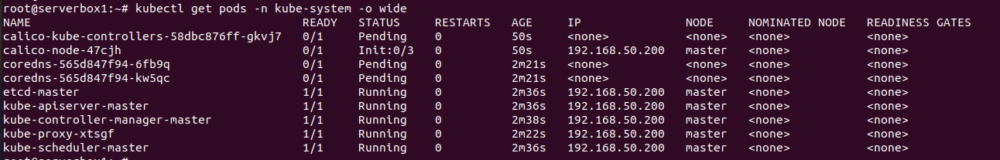 root@serverbox1:~# kubectl get pods -n kube-system -o wide
NAME READY STATUS RESTARTS AGE IP NODE NOMINATED NODE READINESS GATES
calico-kube-controllers-58dbc876ff-gkvj7 0/1 Pending 0 50s <none> <none> <none> <none>
calico-node-47cjh 0/1 Init:0/3 0 50s 192.168.50.200 master <none> <none>
coredns-565d847f94-6fb9q 0/1 Pending 0 2m21s <none> <none> <none> <none>
coredns-565d847f94-kw5qc 0/1 Pending 0 2m21s <none> <none> <none> <none>
etcd-master 1/1 Running 0 2m36s 192.168.50.200 master <none> <none>
kube-apiserver-master 1/1 Running 0 2m36s 192.168.50.200 master <none> <none>
kube-controller-manager-master 1/1 Running 0 2m38s 192.168.50.200 master <none> <none>
kube-proxy-xtsgf 1/1 Running 0 2m22s 192.168.50.200 master <none> <none>
kube-scheduler-master 1/1 Running 0 2m36s 192.168.50.200 master <none> <none>
root@serverbox1:~#